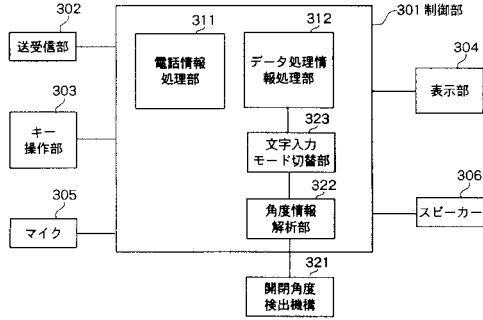 302
送受信部
311
電話情報
処理部
312
データ処理情
報処理部
301 制御部
304
表示部
303
キー
操作部
323
文字入力
モード切替部
322
角度情報
解析部
305
マイク
306
スピーカー
321
開閉角度
検出機構